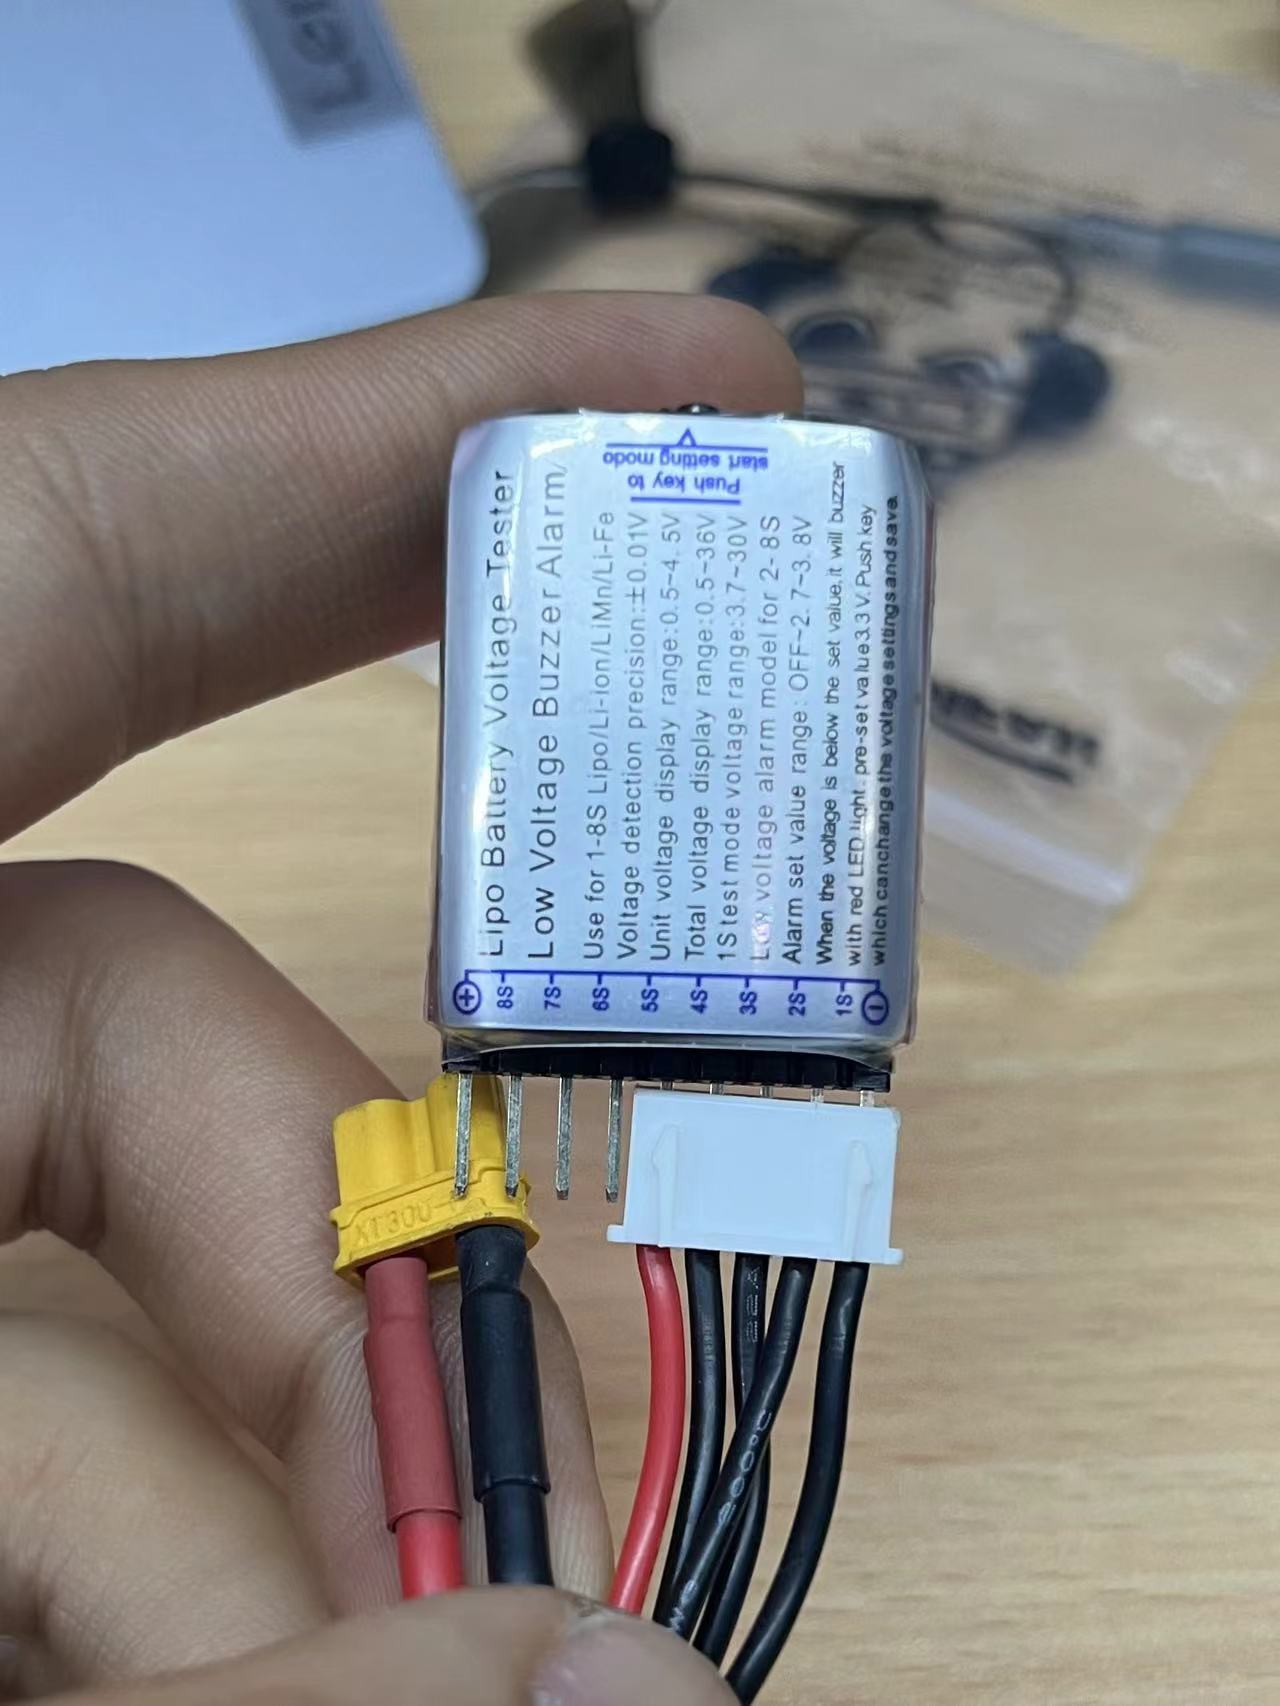 Lipo Battery Voltage Tester
Low Voltage Buzzer Alarm/
Use for 1-8S Lipo/Li-ion/LiMn/Li-Fe
Voltage detection precision:±0.01V
Unit voltage display range:0.5~4.5V
Total voltage display range:0.5~36V
1S test mode voltage range:3.7~30V
Low voltage alarm model for 2-8S
Alarm set value range: OFF~2.7~3.8V
When the voltage is below the set value,it will buzzer
with red LED light. pre-set value3.3V.Push key
which can change the voltage settings and save.
Push key to
start setting modo
+
8S
7S
6S
5S
4S
3S
2S
1S
-
XT30U
200°C